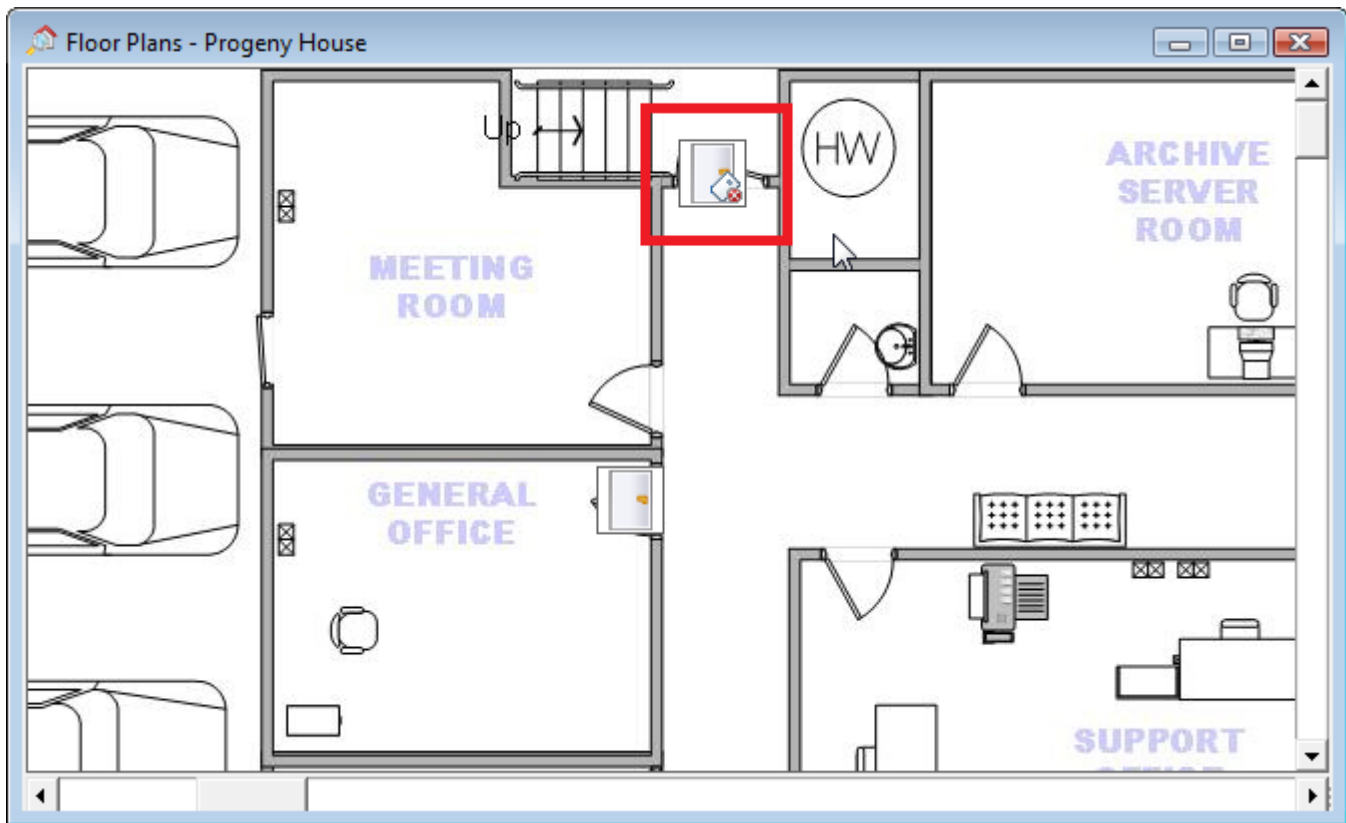 Floor Plans - Progeny House
Up
HW
ARCHIVE
SERVER
ROOM
MEETING
ROOM
GENERAL
OFFICE
SUPPORT